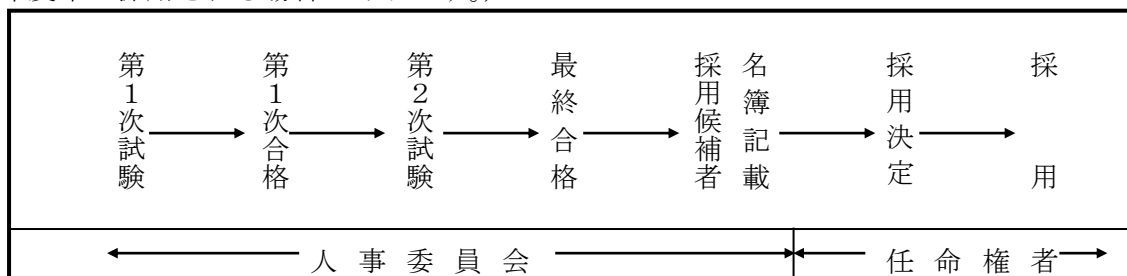 第１次試験
第１次合格
第２次試験
最終合格
採用候補者
名簿記載
採用決定
採用
人事委員会
任命権者